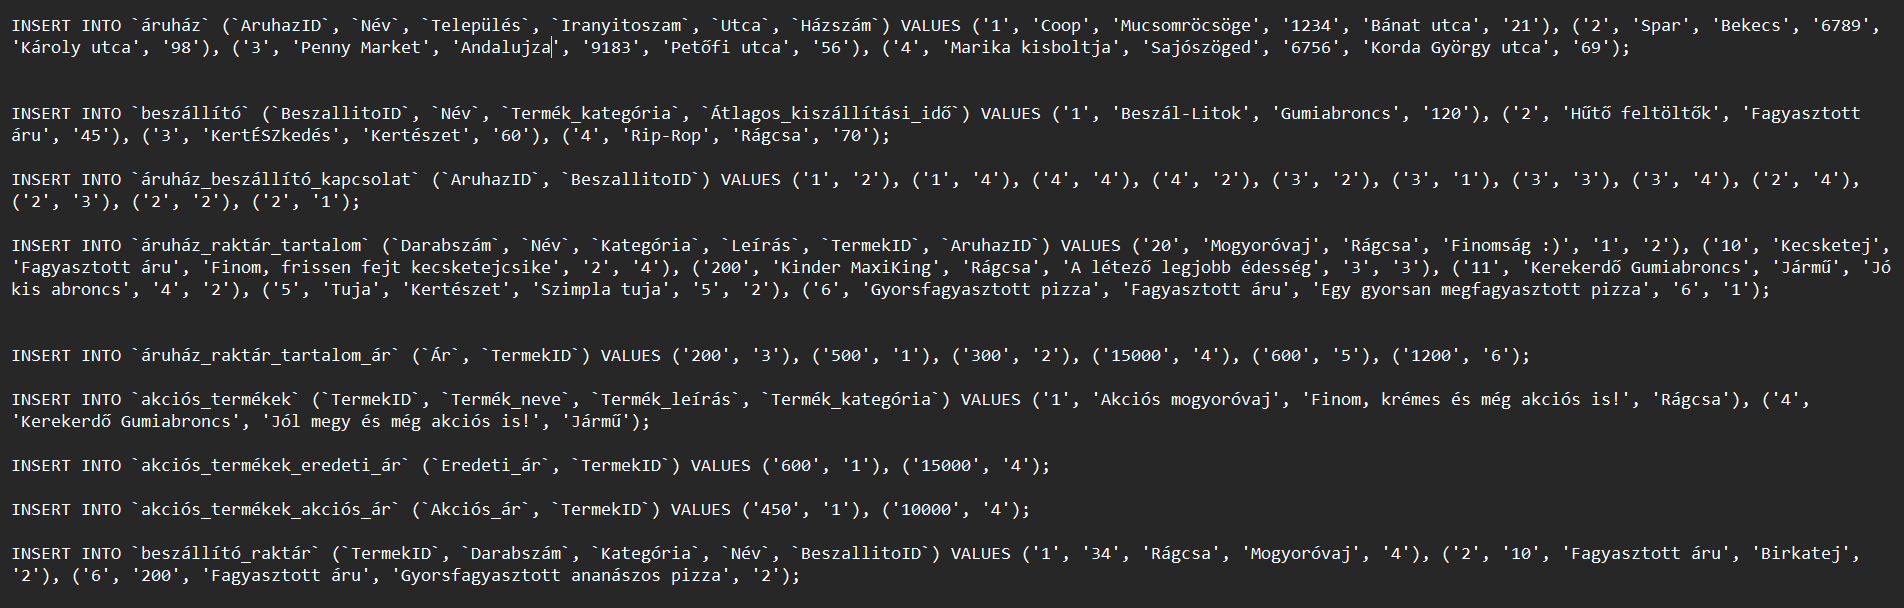 INSERT INTO `áruház` (`AruhazID`, `Név`, `Település`, `Iranyitoszam`, `Utca`, `Házszám`) VALUES ('1', 'Coop', 'Mucsomröcsöge', '1234', 'Bánat utca', '21'), ('2', 'Spar', 'Bekecs', '6789',
'Károly utca', '98'), ('3', 'Penny Market', 'Andalujza', '9183', 'Petőfi utca', '56'), ('4', 'Marika kisboltja', 'Sajószöged', '6756', 'Korda György utca', '69');
INSERT INTO `beszállító` (`BeszallitoID`, `Név`, `Termék_kategória`, `Átlagos_kiszállítási_idő`) VALUES ('1', 'Beszál-Litok', 'Gumiabroncs', '120'), ('2', 'Hűtő feltöltők', 'Fagyasztott
áru', '45'), ('3', 'KertÉSZkedés', 'Kertészet', '60'), ('4', 'Rip-Rop', 'Rágcsa', '70');
INSERT INTO `áruház_beszállító_kapcsolat` (`AruhazID`, `BeszallitoID`) VALUES ('1', '2'), ('1', '4'), ('4', '4'), ('4', '2'), ('3', '2'), ('3', '1'), ('3', '3'), ('3', '4'), ('2', '4'),
('2', '3'), ('2', '2'), ('2', '1');
INSERT INTO `áruház_raktár_tartalom` (`Darabszám`, `Név`, `Kategória`, `Leírás`, `TermekID`, `AruhazID`) VALUES ('20', 'Mogyoróvaj', 'Rágcsa', 'Finomság :)', '1', '2'), ('10', 'Kecsketej',
'Fagyasztott áru', 'Finom, frissen fejt kecsketejcsike', '2', '4'), ('200', 'Kinder MaxiKing', 'Rágcsa', 'A létező legjobb édesség', '3', '3'), ('11', 'Kerekerdő Gumiabroncs', 'Jármű', 'Jó
kis abroncs', '4', '2'), ('5', 'Tuja', 'Kertészet', 'Szimpla tuja', '5', '2'), ('6', 'Gyorsfagyasztott pizza', 'Fagyasztott áru', 'Egy gyorsan megfagyasztott pizza', '6', '1');
INSERT INTO `áruház_raktár_tartalom_ár` (`Ár`, `TermekID`) VALUES ('200', '3'), ('500', '1'), ('300', '2'), ('15000', '4'), ('600', '5'), ('1200', '6');
INSERT INTO `akciós_termékek` (`TermekID`, `Termék_neve`, `Termék_leírás`, `Termék_kategória`) VALUES ('1', 'Akciós mogyoróvaj', 'Finom, krémes és még akciós is!', 'Rágcsa'), ('4',
'Kerekerdő Gumiabroncs', 'Jól megy és még akciós is!', 'Jármű');
INSERT INTO `akciós_termékek_eredeti_ár` (`Eredeti_ár`, `TermekID`) VALUES ('600', '1'), ('15000', '4');
INSERT INTO `akciós_termékek_akciós_ár` (`Akciós_ár`, `TermekID`) VALUES ('450', '1'), ('10000', '4');
INSERT INTO `beszállító_raktár` (`TermekID`, `Darabszám`, `Kategória`, `Név`, `BeszallitoID`) VALUES ('1', '34', 'Rágcsa', 'Mogyoróvaj', '4'), ('2', '10', 'Fagyasztott áru', 'Birkatej',
'2'), ('6', '200', 'Fagyasztott áru', 'Gyorsfagyasztott ananászos pizza', '2');